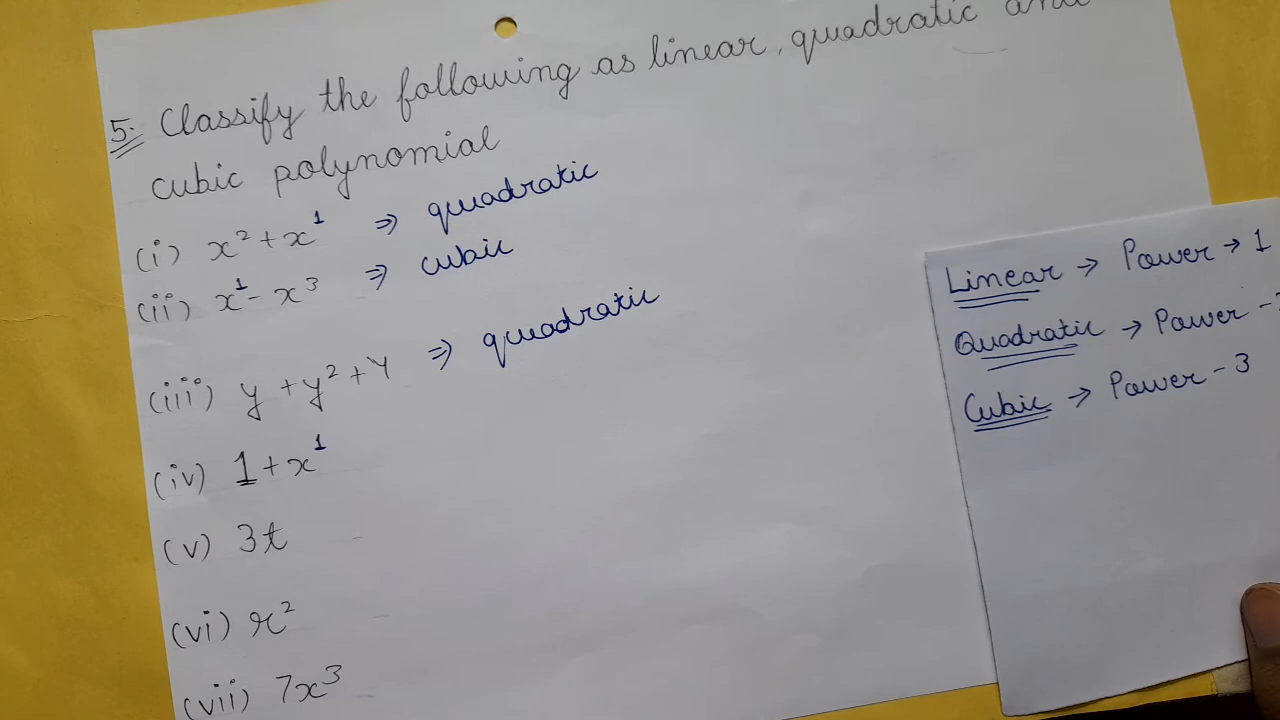 5. Classify the following as linear, quadratic and
cubic polynomial
(i) x² + x¹ ⇒ quadratic
(ii) x¹ - x³ ⇒ cubic
(iii) y + y² + 4 ⇒ quadratic
(iv) 1 + x¹
(v) 3t
(vi) r²
(vii) 7x³
Linear → Power → 1
Quadratic → Power -
Cubic → Power - 3